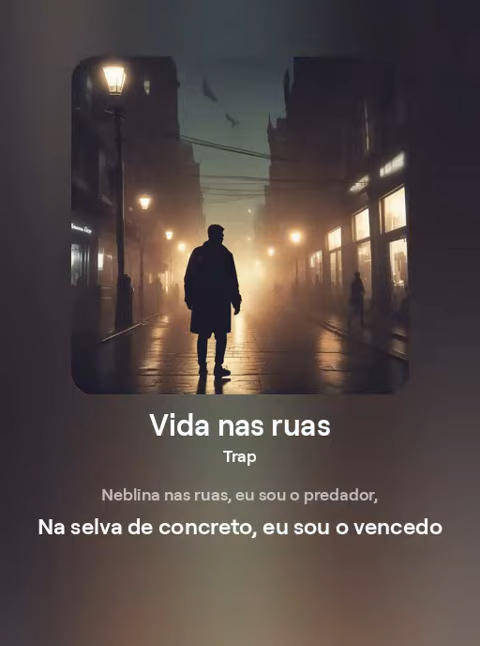 Vida nas ruas
Trap
Neblina nas ruas, eu sou o predador,
Na selva de concreto, eu sou o vencedo